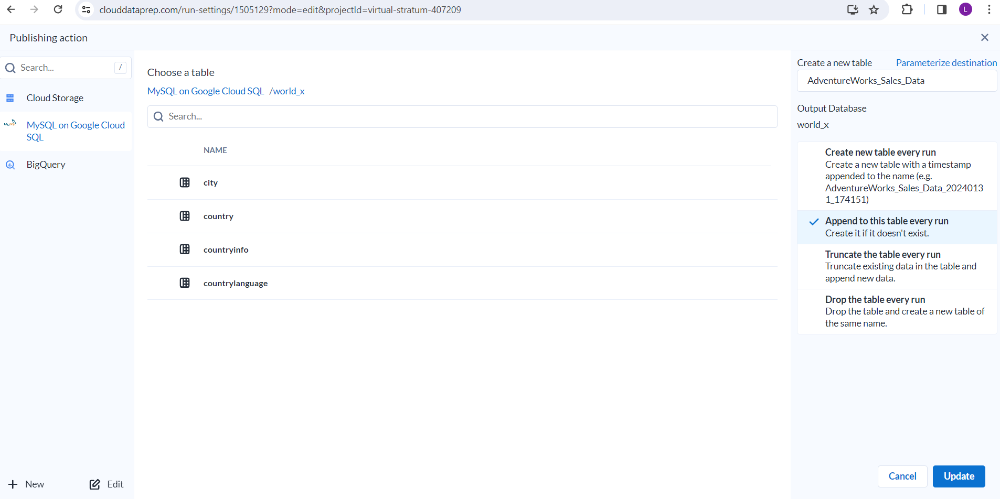 clouddataprep.com/run-settings/1505129?mode=edit&projectId=virtual-stratum-407209
L
Publishing action
Search...
/
Cloud Storage
MySQL
MySQL on Google Cloud
SQL
BigQuery
New
Edit
Choose a table
MySQL on Google Cloud SQL /world_x
Search...
NAME
city
country
countryinfo
countrylanguage
Create a new table
Parameterize destination
AdventureWorks_Sales_Data
Output Database
world_x
Create new table every run
Create a new table with a timestamp
appended to the name (e.g.
AdventureWorks_Sales_Data_2024013
1_174151)
Append to this table every run
Create it if it doesn't exist.
Truncate the table every run
Truncate existing data in the table and
append new data.
Drop the table every run
Drop the table and create a new table of
the same name.
Cancel
Update